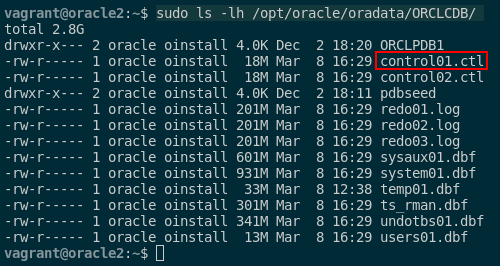 vagrant@oracle2:~$ sudo ls -lh /opt/oracle/oradata/ORCLCDB/
total 2.8G
drwxr-x--- 2 oracle oinstall 4.0K Dec  2 18:20 ORCLPDB1
-rw-r----- 1 oracle oinstall  18M Mar  8 16:29 control01.ctl
-rw-r----- 1 oracle oinstall  18M Mar  8 16:29 control02.ctl
drwxr-x--- 2 oracle oinstall 4.0K Dec  2 18:11 pdbseed
-rw-r----- 1 oracle oinstall 201M Mar  8 16:29 redo01.log
-rw-r----- 1 oracle oinstall 201M Mar  8 16:29 redo02.log
-rw-r----- 1 oracle oinstall 201M Mar  8 16:29 redo03.log
-rw-r----- 1 oracle oinstall 601M Mar  8 16:29 sysaux01.dbf
-rw-r----- 1 oracle oinstall 931M Mar  8 16:29 system01.dbf
-rw-r----- 1 oracle oinstall  33M Mar  8 12:38 temp01.dbf
-rw-r----- 1 oracle oinstall 301M Mar  8 16:29 ts_rman.dbf
-rw-r----- 1 oracle oinstall 341M Mar  8 16:29 undotbs01.dbf
-rw-r----- 1 oracle oinstall  13M Mar  8 16:29 users01.dbf
vagrant@oracle2:~$